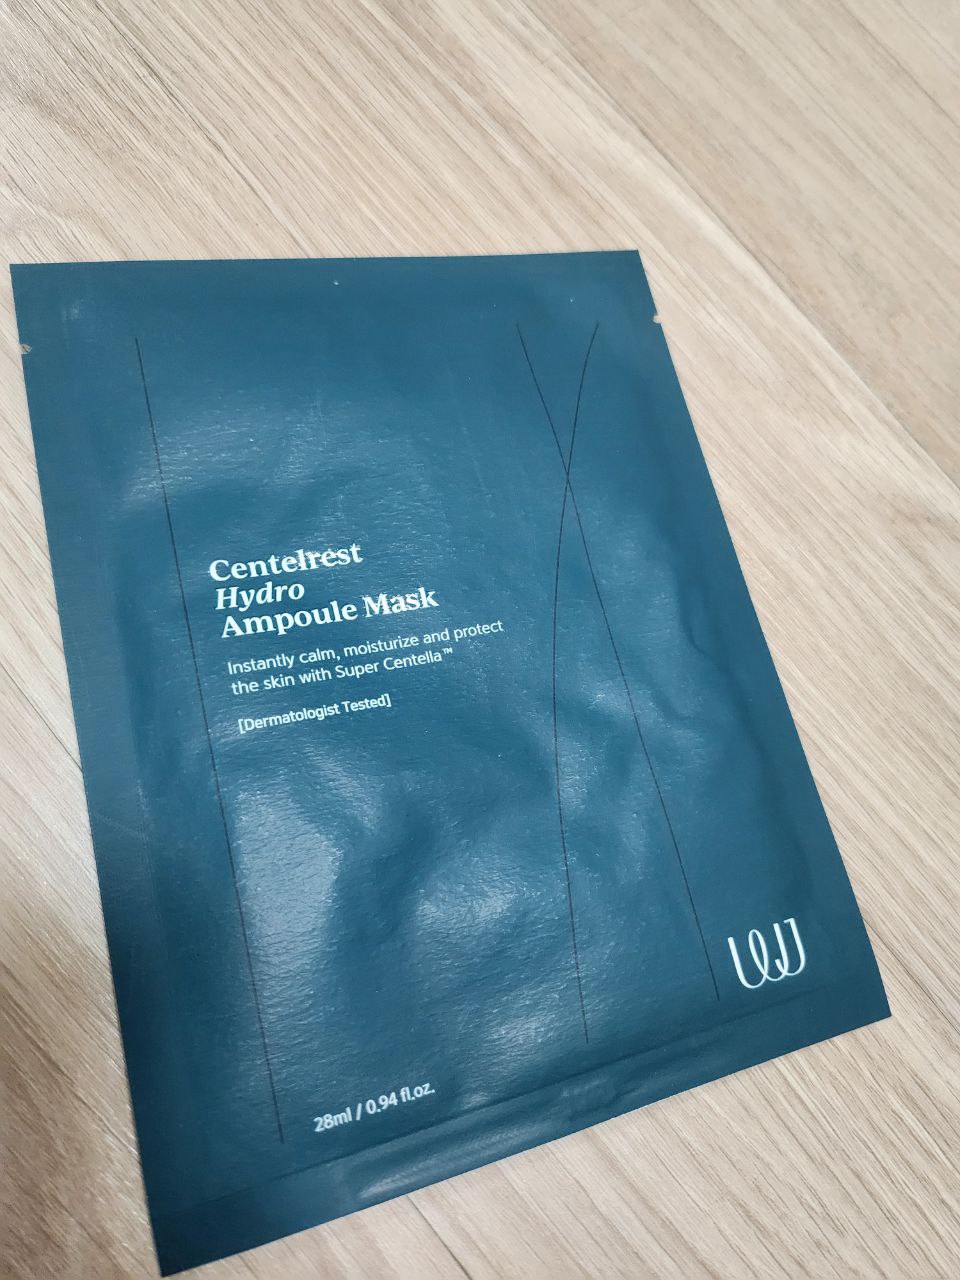 Centelrest
Hydro
Ampoule Mask
Instantly calm, moisturize and protect
the skin with Super Centella™
[Dermatologist Tested]
28ml / 0.94 fl.oz.